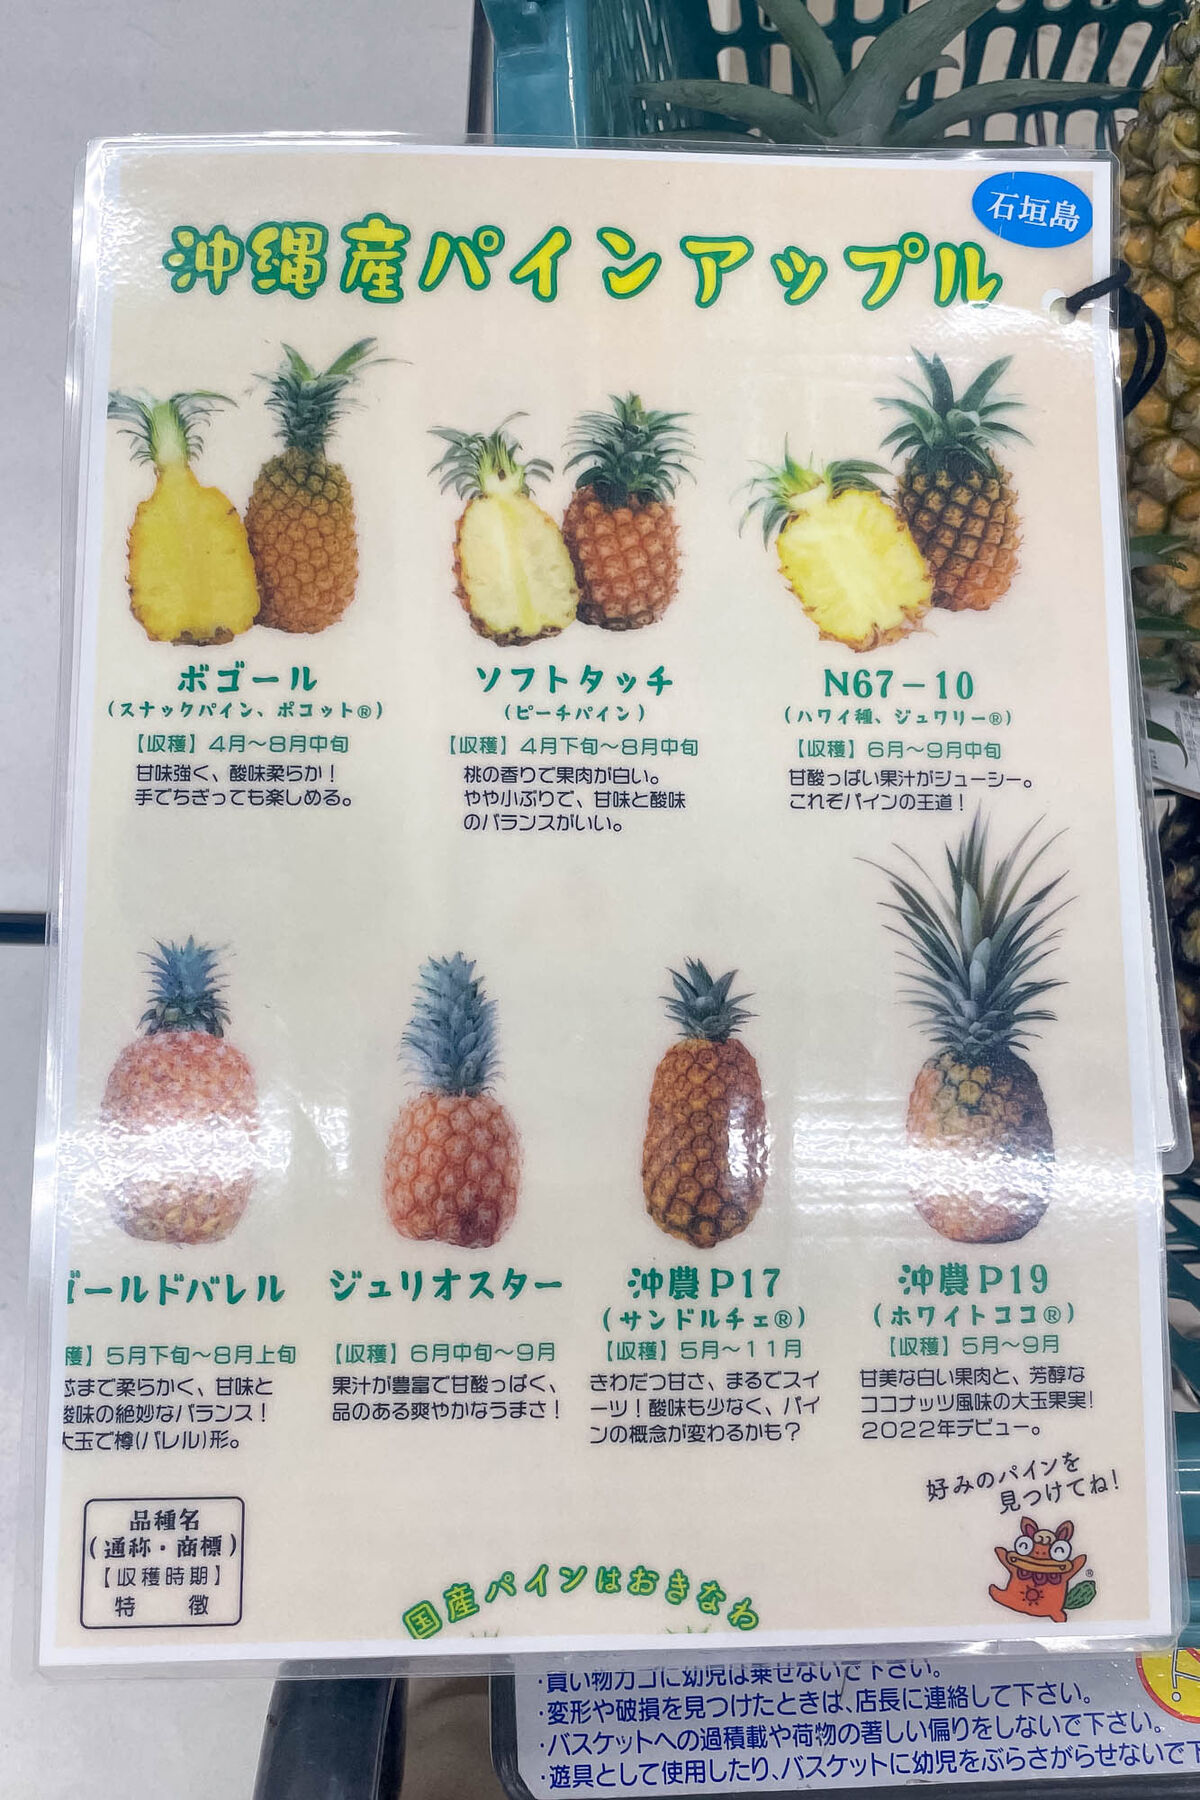 石垣島
沖縄産パインアップル
ボゴール
(スナックパイン、ポコット®)
【収穫】4月～8月中旬
甘味強く、酸味柔らか！
手でちぎっても楽しめる。
ソフトタッチ
(ピーチパイン)
【収穫】4月下旬～8月中旬
桃の香りで果肉が白い。
やや小ぶりで、甘味と酸味
のバランスがいい。
N67－10
(ハワイ種、ジュワリー®)
【収穫】6月～9月中旬
甘酸っぱい果汁がジューシー。
これぞパインの王道！
ゴールドバレル
穫】5月下旬～8月上旬
芯まで柔らかく、甘味と
酸味の絶妙なバランス！
大玉で樽(バレル)形。
ジュリオスター
【収穫】6月中旬～9月
果汁が豊富で甘酸っぱく、
品のある爽やかなうまさ！
沖農P17
(サンドルチェ®)
【収穫】5月～11月
きわだつ甘さ、まるでスイ
ーツ！酸味も少なく、パイ
ンの概念が変わるかも？
沖農P19
(ホワイトココ®)
【収穫】5月～9月
甘美な白い果肉と、芳醇な
ココナッツ風味の大玉果実！
2022年デビュー。
好みのパインを
見つけてね！
®
品種名
(通称・商標)
【収穫時期】
特　徴
国産パインはおきなわ
・買い物カゴに幼児は乗せないで下さい。
・変形や破損を見つけたときは、店長に連絡して下さい。
・バスケットへの過積載や荷物の著しい偏りをしないで下さい。
・遊具として使用したり、バスケットに幼児をぶらさがらせないで下